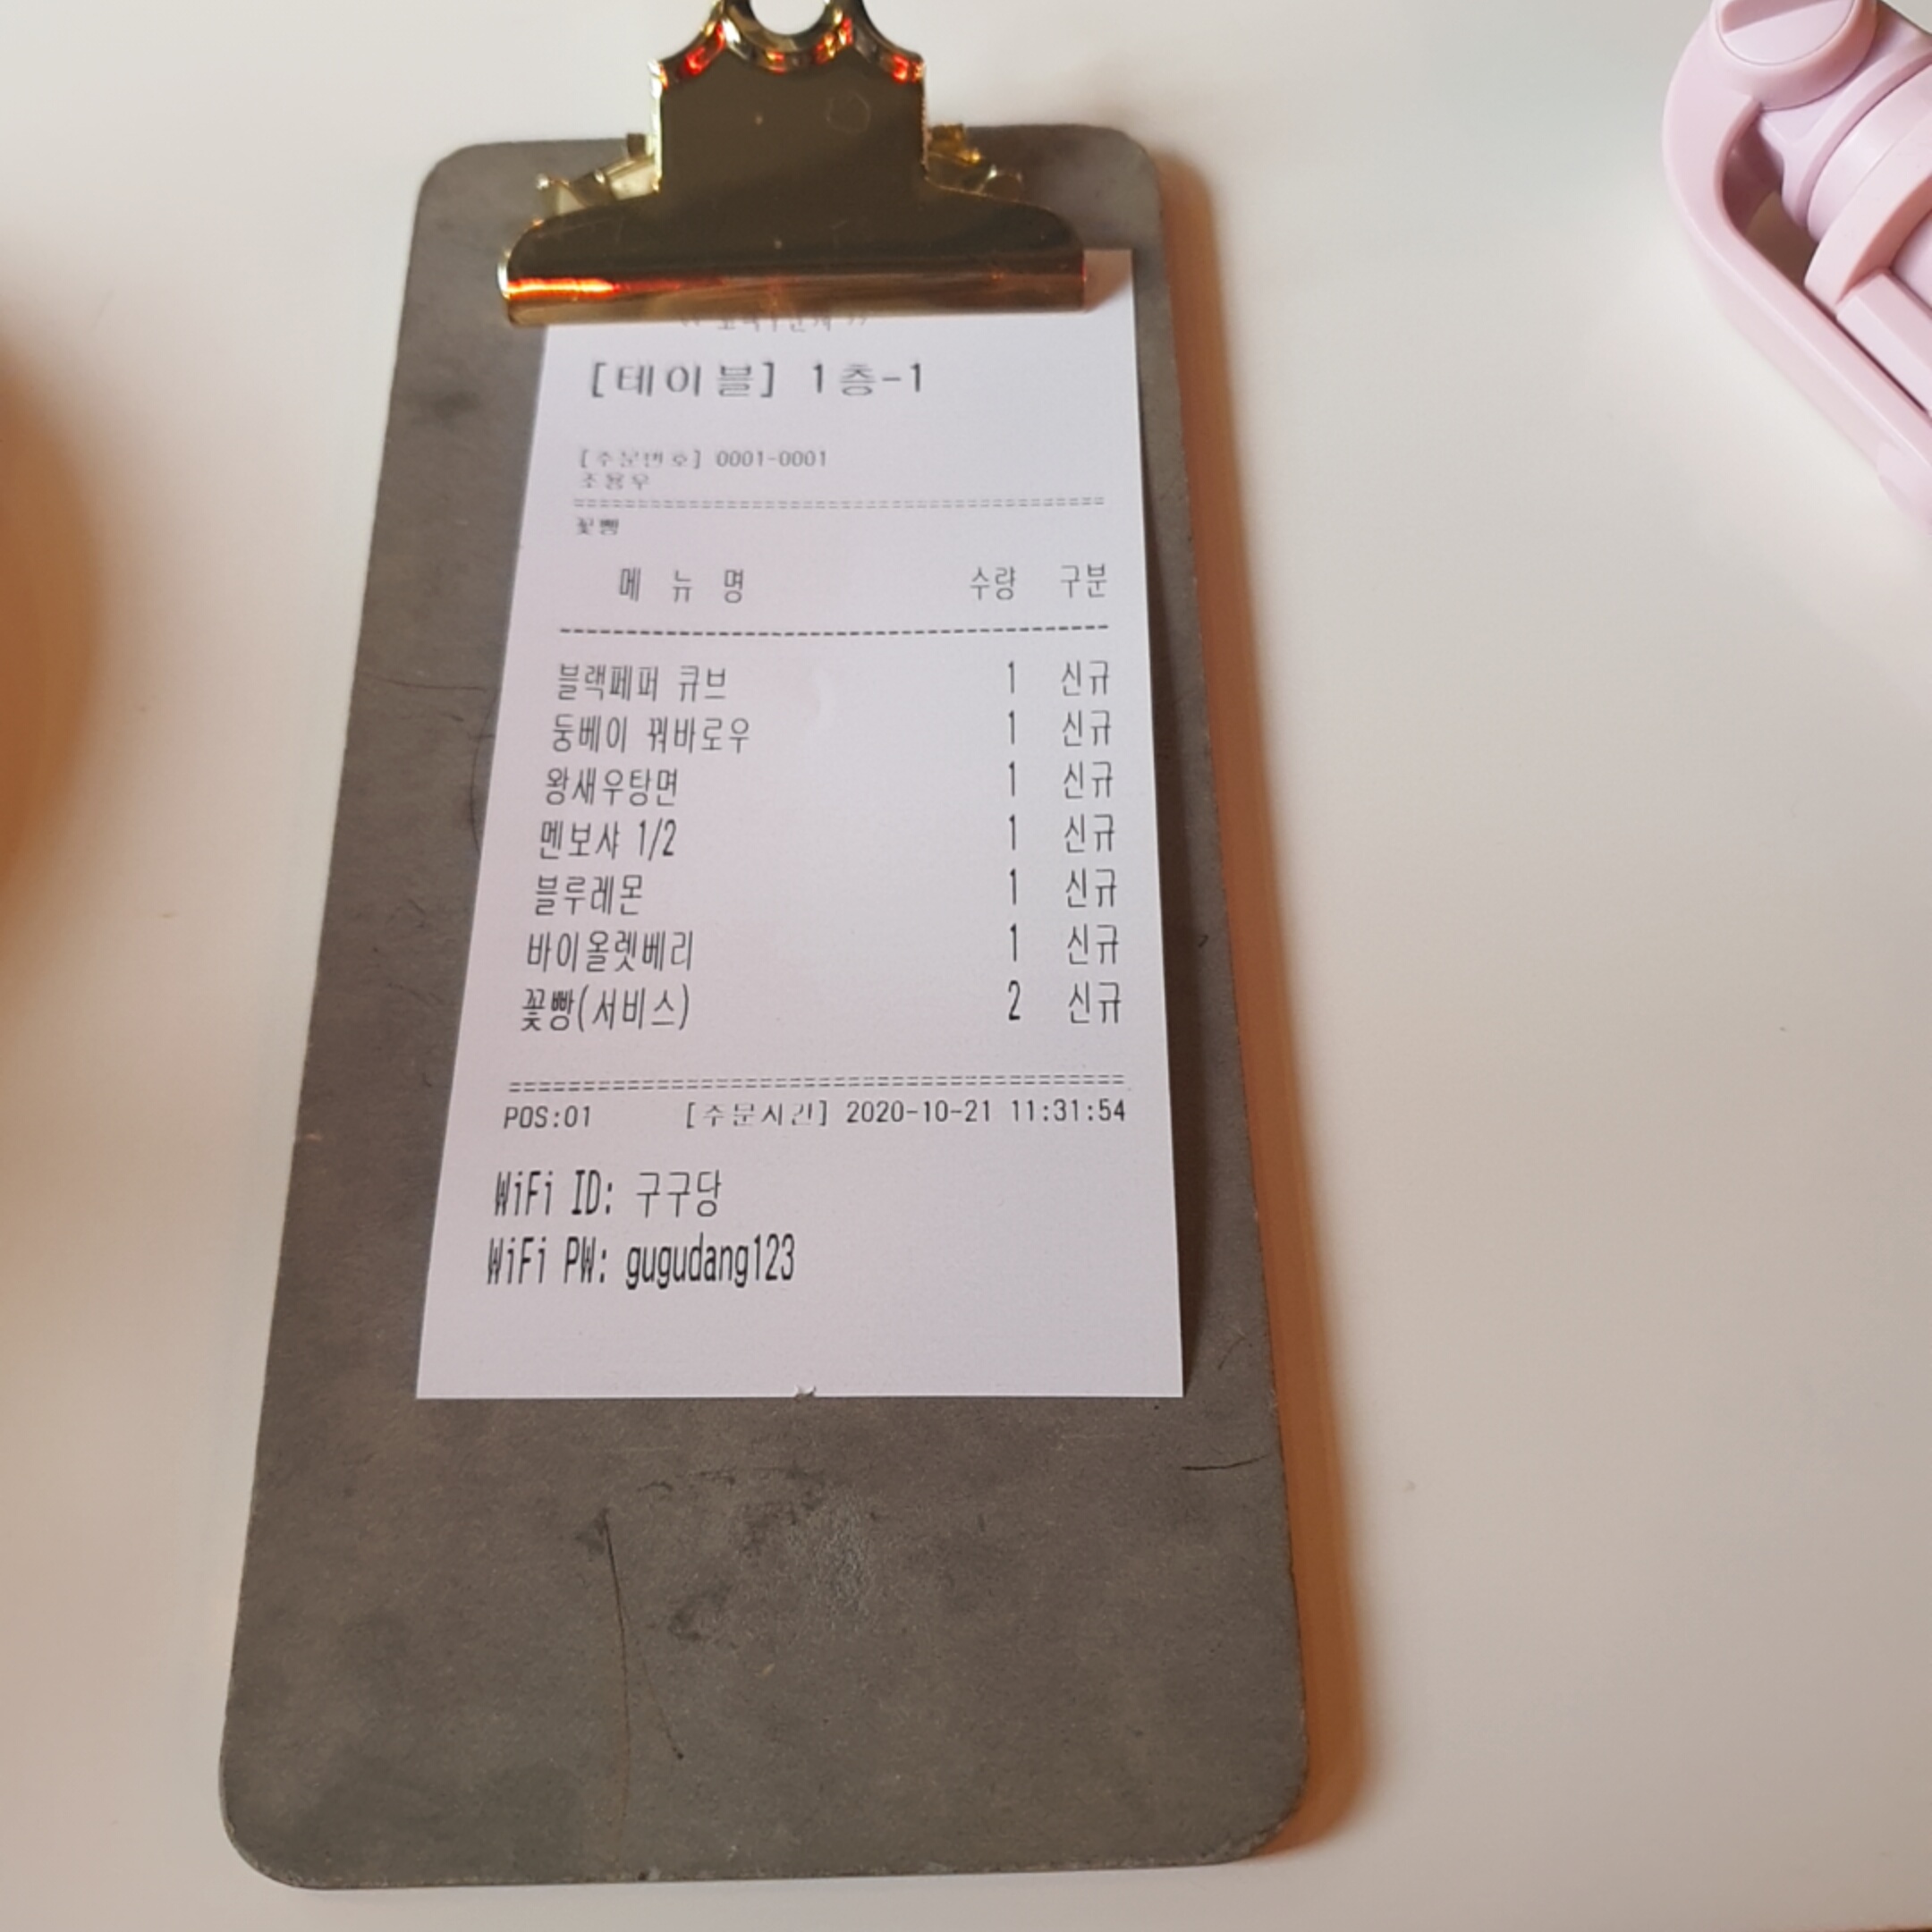 [테이블] 1층-1
[주문번호] 0001-0001
조용우
==========================================
꽃빵
메 뉴 명 수량 구분
------------------------------------------
블랙페퍼 큐브 1 신규
둥베이 꿔바로우 1 신규
왕새우탕면 1 신규
멘보샤 1/2 1 신규
블루레몬 1 신규
바이올렛베리 1 신규
꽃빵(서비스) 2 신규
==========================================
POS:01 [주문시간] 2020-10-21 11:31:54
WiFi ID: 구구당
WiFi PW: gugudang123